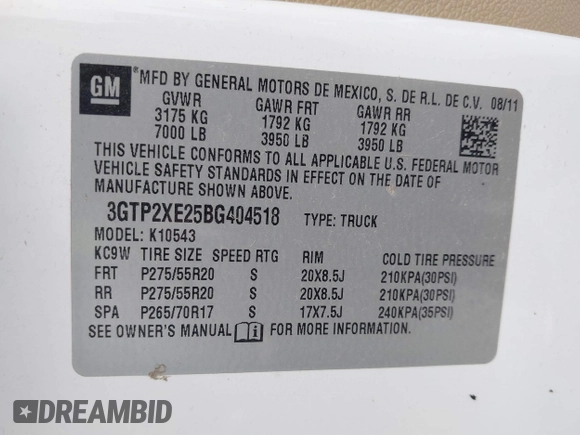 GM
*MFD BY GENERAL MOTORS DE MEXICO, S. DE R.L. DE C.V. 08/11
GVWR GAWR FRT GAWR RR
3175 KG 1792 KG 1792 KG
7000 LB 3950 LB 3950 LB
THIS VEHICLE CONFORMS TO ALL APPLICABLE U.S. FEDERAL MOTOR
VEHICLE SAFETY STANDARDS IN EFFECT ON THE DATE OF
MANUFACTURE SHOWN ABOVE.
3GTP2XE25BG404518 TYPE: TRUCK
MODEL: K10543
KC9W TIRE SIZE SPEED RTG RIM COLD TIRE PRESSURE
FRT P275/55R20 S 20X8.5J 210KPA(30PSI)
RR P275/55R20 S 20X8.5J 210KPA(30PSI)
SPA P265/70R17 S 17X7.5J 240KPA(35PSI)
SEE OWNER'S MANUAL FOR MORE INFORMATION.
DREAMBID